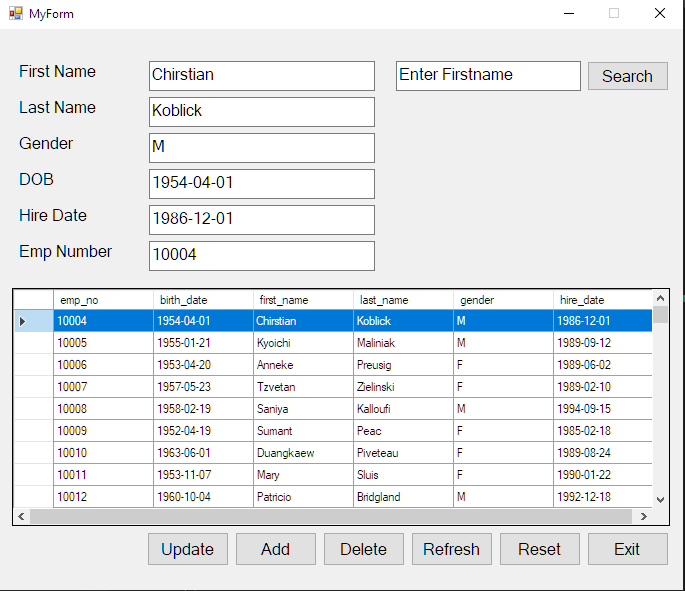 MyForm
First Name Chirstian Enter Firstname Search
Last Name Koblick
Gender M
DOB 1954-04-01
Hire Date 1986-12-01
Emp Number 10004
emp_no birth_date first_name last_name gender hire_date
10004 1954-04-01 Chirstian Koblick M 1986-12-01
10005 1955-01-21 Kyoichi Maliniak M 1989-09-12
10006 1953-04-20 Anneke Preusig F 1989-06-02
10007 1957-05-23 Tzvetan Zielinski F 1989-02-10
10008 1958-02-19 Saniya Kalloufi M 1994-09-15
10009 1952-04-19 Sumant Peac F 1985-02-18
10010 1963-06-01 Duangkaew Piveteau F 1989-08-24
10011 1953-11-07 Mary Sluis F 1990-01-22
10012 1960-10-04 Patricio Bridgland M 1992-12-18
Update Add Delete Refresh Reset Exit